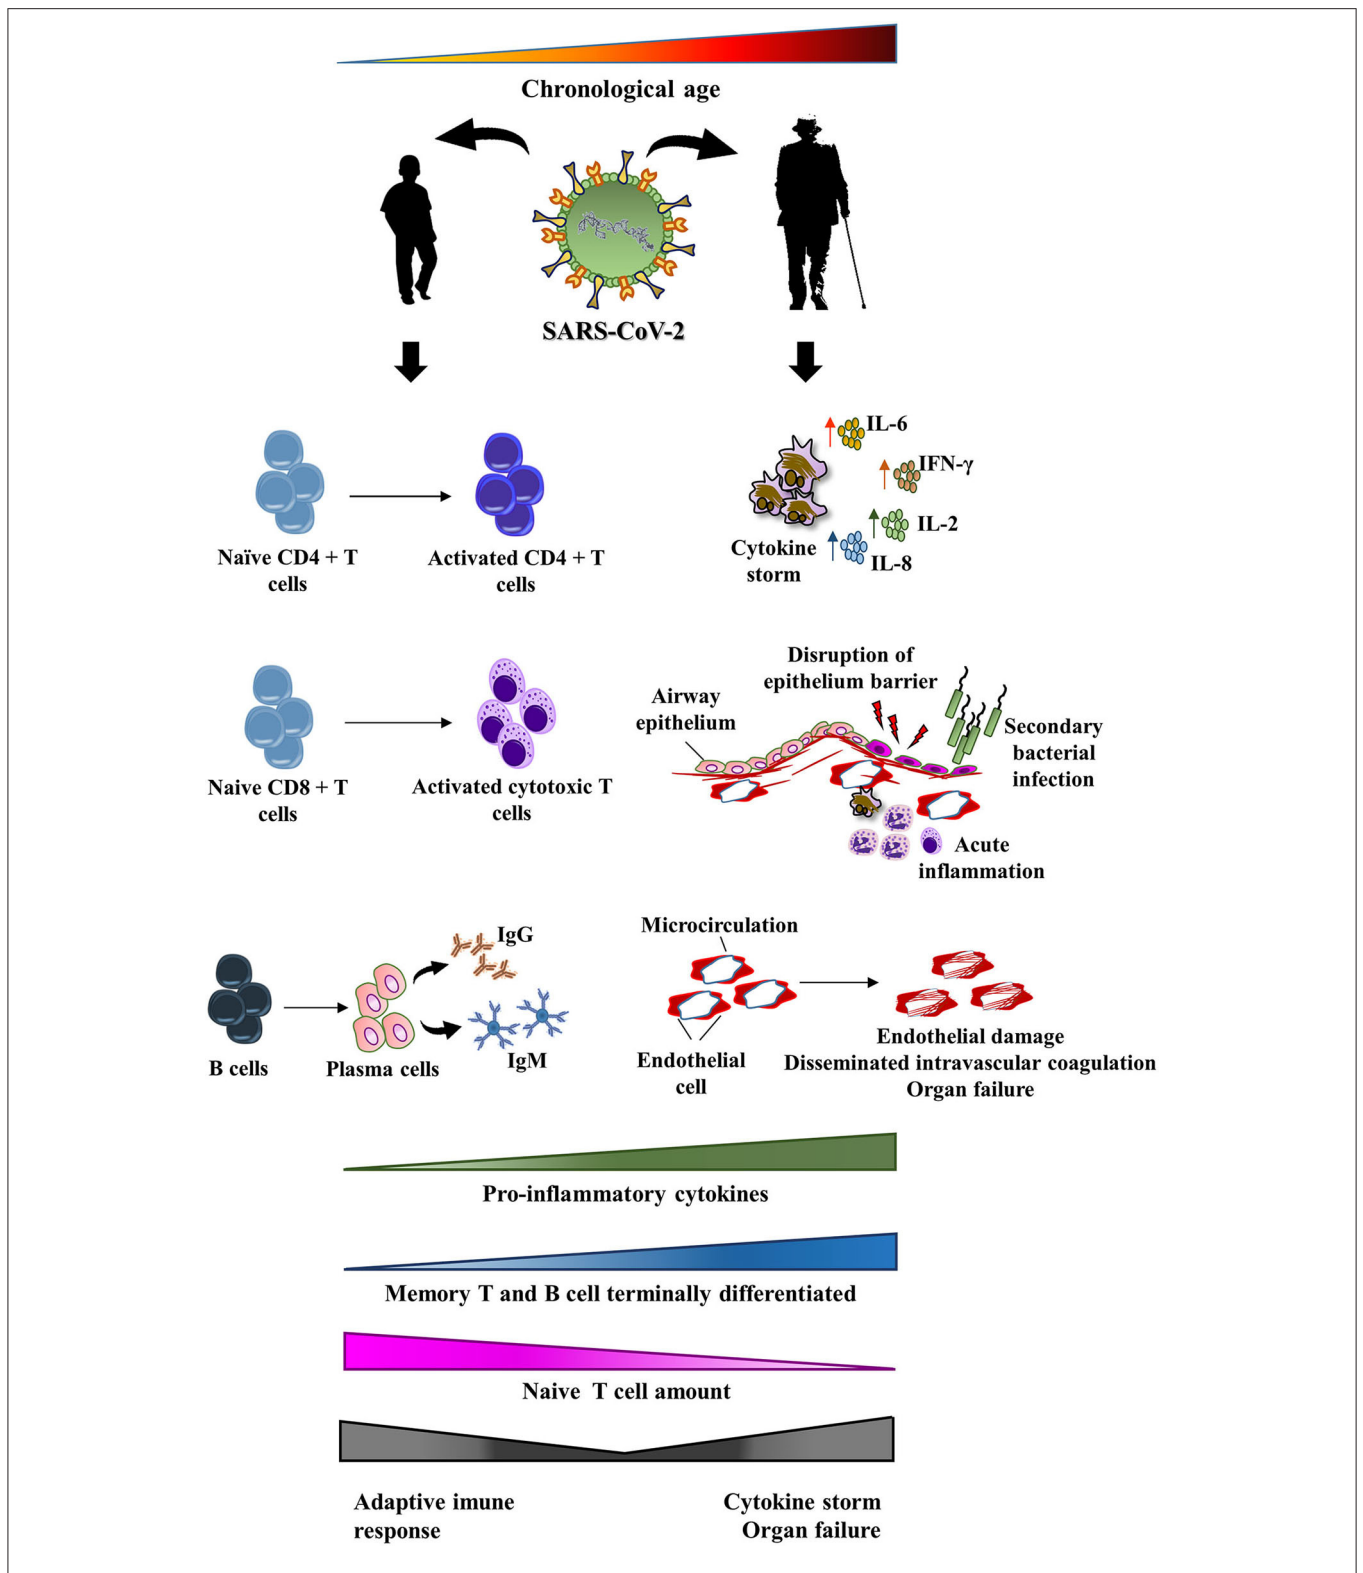 Chronological age
SARS-CoV-2
Naïve CD4 + T
cells
Activated CD4 + T
cells
Cytokine
storm
IL-6
IFN-γ
IL-2
IL-8
Naive CD8 + T
cells
Activated cytotoxic T
cells
Airway
epithelium
Disruption of
epithelium barrier
Secondary
bacterial
infection
Acute
inflammation
B cells
Plasma cells
IgG
IgM
Microcirculation
Endothelial
cell
Endothelial damage
Disseminated intravascular coagulation
Organ failure
Pro-inflammatory cytokines
Memory T and B cell terminally differentiated
Naive T cell amount
Adaptive imune
response
Cytokine storm
Organ failure